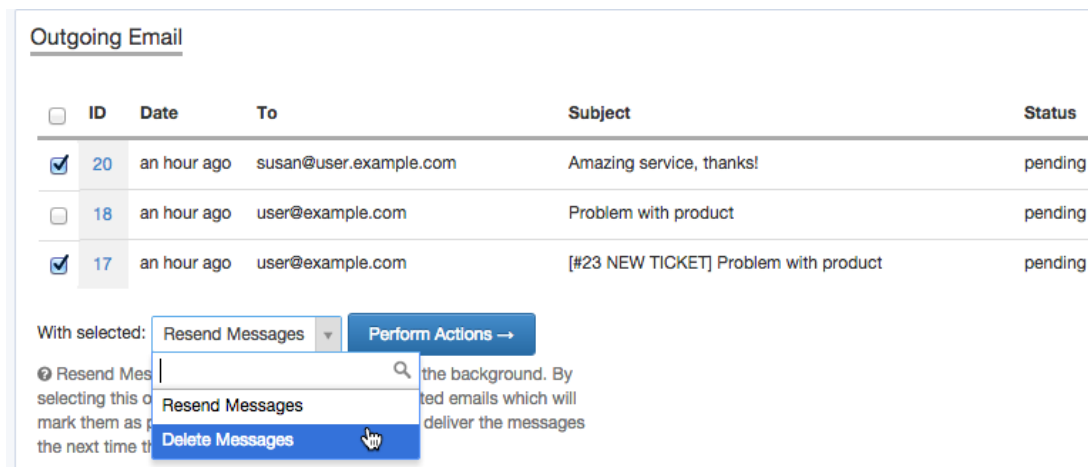 Outgoing Email
ID Date To Subject Status
20 an hour ago susan@user.example.com Amazing service, thanks! pending
18 an hour ago user@example.com Problem with product pending
17 an hour ago user@example.com [#23 NEW TICKET] Problem with product pending
With selected: Resend Messages Perform Actions →
Resend Mes the background. By
selecting this o ted emails which will
Resend Messages
mark them as p deliver the messages
Delete Messages
the next time th